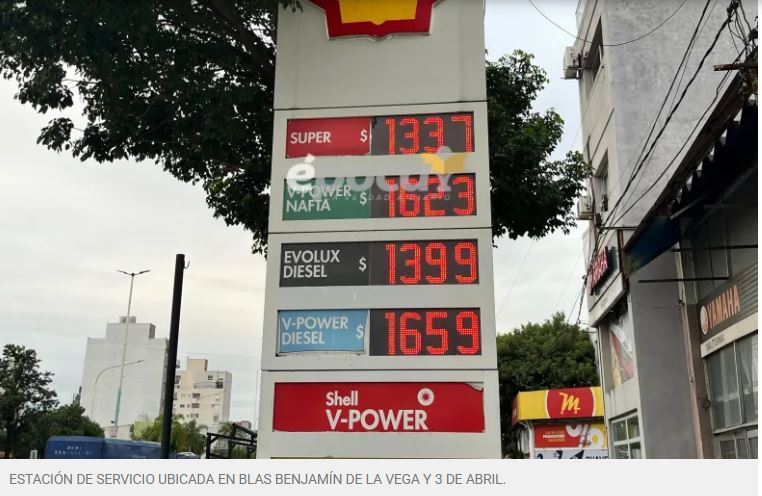 SUPER $ 1337
época
V-POWER
NAFTA $ 1623
EVOLUX
DIESEL $ 1399
V-POWER
DIESEL $ 1659
Shell
V-POWER
YAMAHA
m
ESTACIÓN DE SERVICIO UBICADA EN BLAS BENJAMÍN DE LA VEGA Y 3 DE ABRIL.